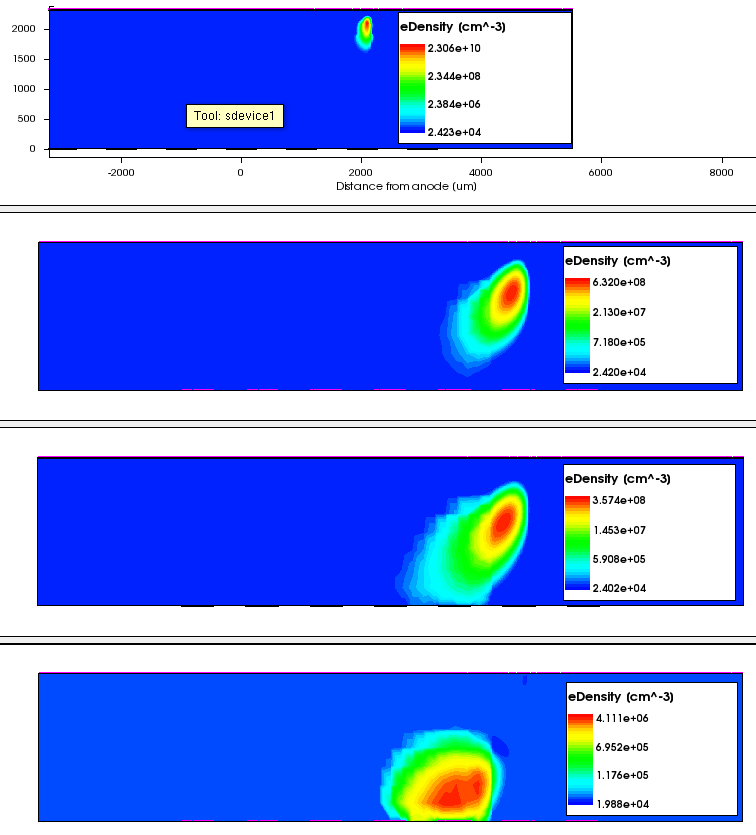 2000
1500
1000
500
0
Tool: sdevice1
eDensity (cm^-3)
2.306e+10
2.344e+08
2.384e+06
2.423e+04
-2000 0 2000 4000 6000 8000
Distance from anode (um)
eDensity (cm^-3)
6.320e+08
2.130e+07
7.180e+05
2.420e+04
eDensity (cm^-3)
3.574e+08
1.453e+07
5.908e+05
2.402e+04
eDensity (cm^-3)
4.111e+06
6.952e+05
1.176e+05
1.988e+04